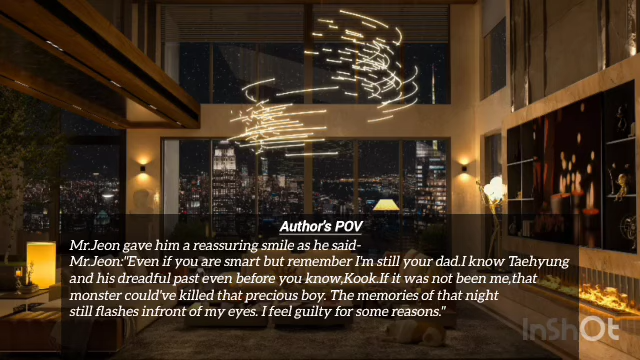 Author's POV
Mr.Jeon gave him a reassuring smile as he said-
Mr.Jeon:"Even if you are smart but remember I'm still your dad.I know Taehyung
and his dreadful past even before you know,Kook.If it was not been me,that
monster could've killed that precious boy. The memories of that night
still flashes infront of my eyes. I feel guilty for some reasons."
InShOt